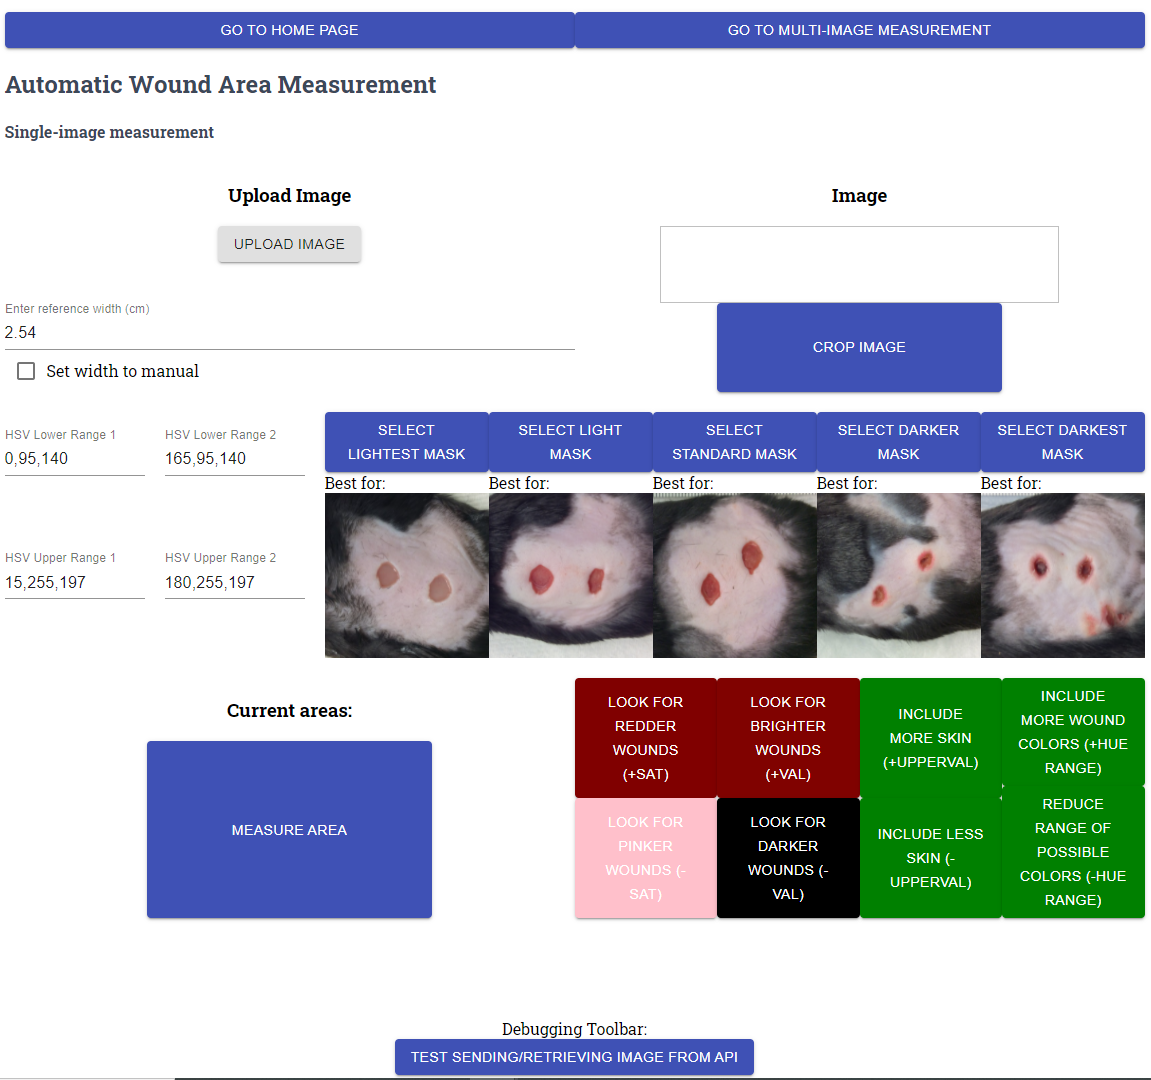 GO TO HOME PAGE
GO TO MULTI-IMAGE MEASUREMENT
Automatic Wound Area Measurement
Single-image measurement
Upload Image
UPLOAD IMAGE
Image
Enter reference width (cm)
2.54
Set width to manual
CROP IMAGE
HSV Lower Range 1
0,95,140
HSV Lower Range 2
165,95,140
HSV Upper Range 1
15,255,197
HSV Upper Range 2
180,255,197
SELECT
LIGHTEST MASK
SELECT LIGHT
MASK
SELECT
STANDARD MASK
SELECT DARKER
MASK
SELECT DARKEST
MASK
Best for:
Best for:
Best for:
Best for:
Best for:
Current areas:
MEASURE AREA
LOOK FOR
REDDER
WOUNDS
(+SAT)
LOOK FOR
BRIGHTER
WOUNDS
(+VAL)
INCLUDE
MORE SKIN
(+UPPERVAL)
INCLUDE
MORE WOUND
COLORS (+HUE
RANGE)
LOOK FOR
PINKER
WOUNDS (-
SAT)
LOOK FOR
DARKER
WOUNDS (-
VAL)
INCLUDE LESS
SKIN (-
UPPERVAL)
REDUCE
RANGE OF
POSSIBLE
COLORS (-HUE
RANGE)
Debugging Toolbar:
TEST SENDING/RETRIEVING IMAGE FROM API